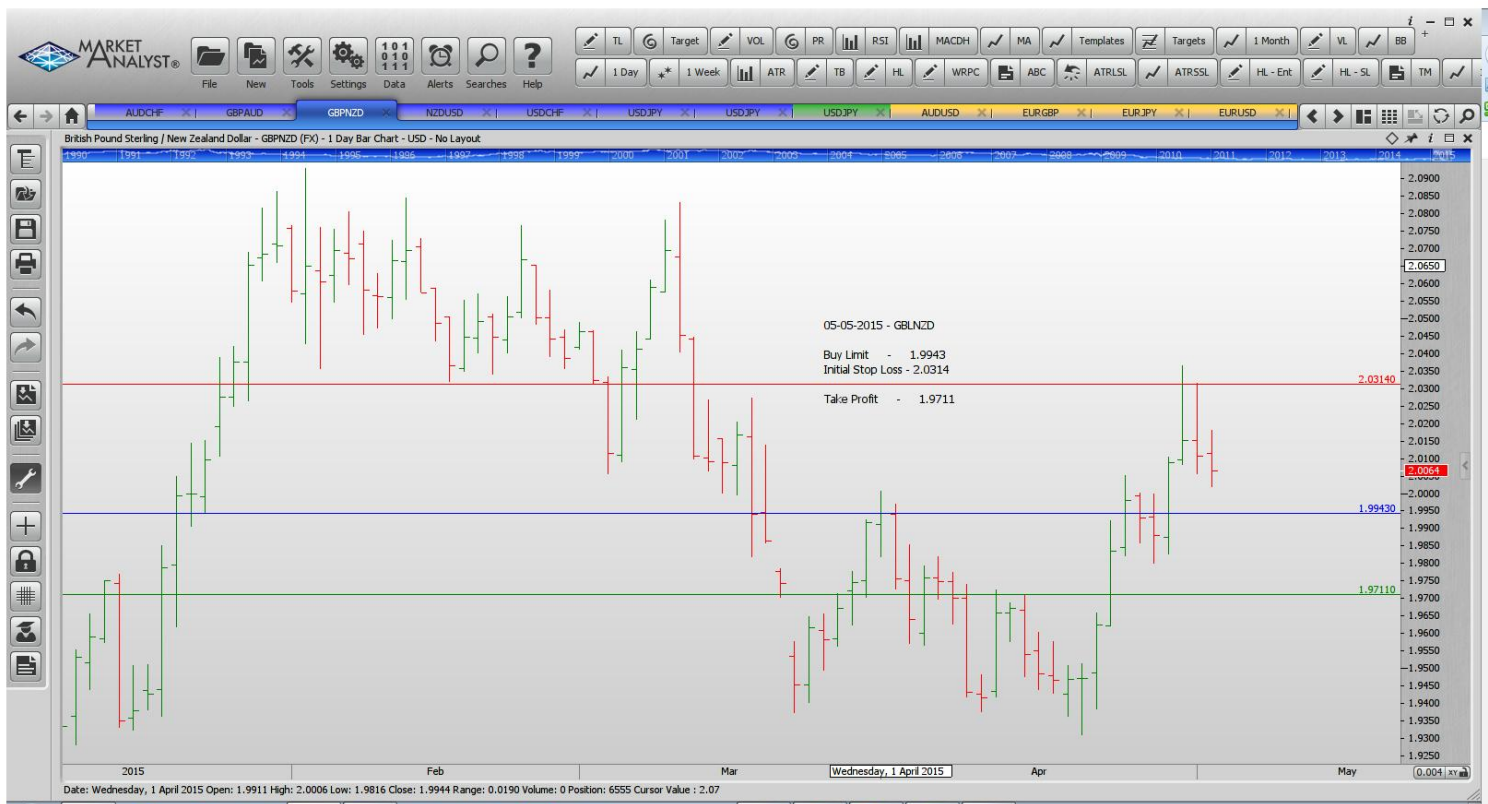 MARKET ANALYST®
File New Tools Settings Data Alerts Searches Help
TL Target VOL PR RSI MACDH MA Templates Targets 1 Month VL BB
1 Day 1 Week ATR TB HL WRPC ABC ATRLSL ATRSSL HL - Ent HL - SL TM
AUDCHF GBPAUD GBPNZD NZDUSD USDCHF USDJPY USDJPY USDJPY AUDUSD EURGBP EURJPY EURUSD
British Pound Sterling / New Zealand Dollar - GBPNZD (FX) - 1 Day Bar Chart - USD - No Layout
1990 1991 1992 1993 1994 1995 1996 1997 1998 1999 2000 2001 2002 2003 2004 2005 2006 2007 2008 2009 2010 2011 2012 2013 2014 2015
2.0900
2.0850
2.0800
2.0750
2.0700
2.0650
2.0600
2.0550
2.0500
2.0450
2.0400
2.0350
2.0300
2.0250
2.0200
2.0150
2.0100
2.0064
2.0000
1.9950
1.9900
1.9850
1.9800
1.9750
1.9700
1.9650
1.9600
1.9550
1.9500
1.9450
1.9400
1.9350
1.9300
1.9250
05-05-2015 - GBLNZD
Buy Limit - 1.9943
Initial Stop Loss - 2.0314
Take Profit - 1.9711
2.03140
1.99430
1.97110
2015 Feb Mar Wednesday, 1 April 2015 Apr May 0.004 XY
Date: Wednesday, 1 April 2015 Open: 1.9911 High: 2.0006 Low: 1.9816 Close: 1.9944 Range: 0.0190 Volume: 0 Position: 6555 Cursor Value : 2.07